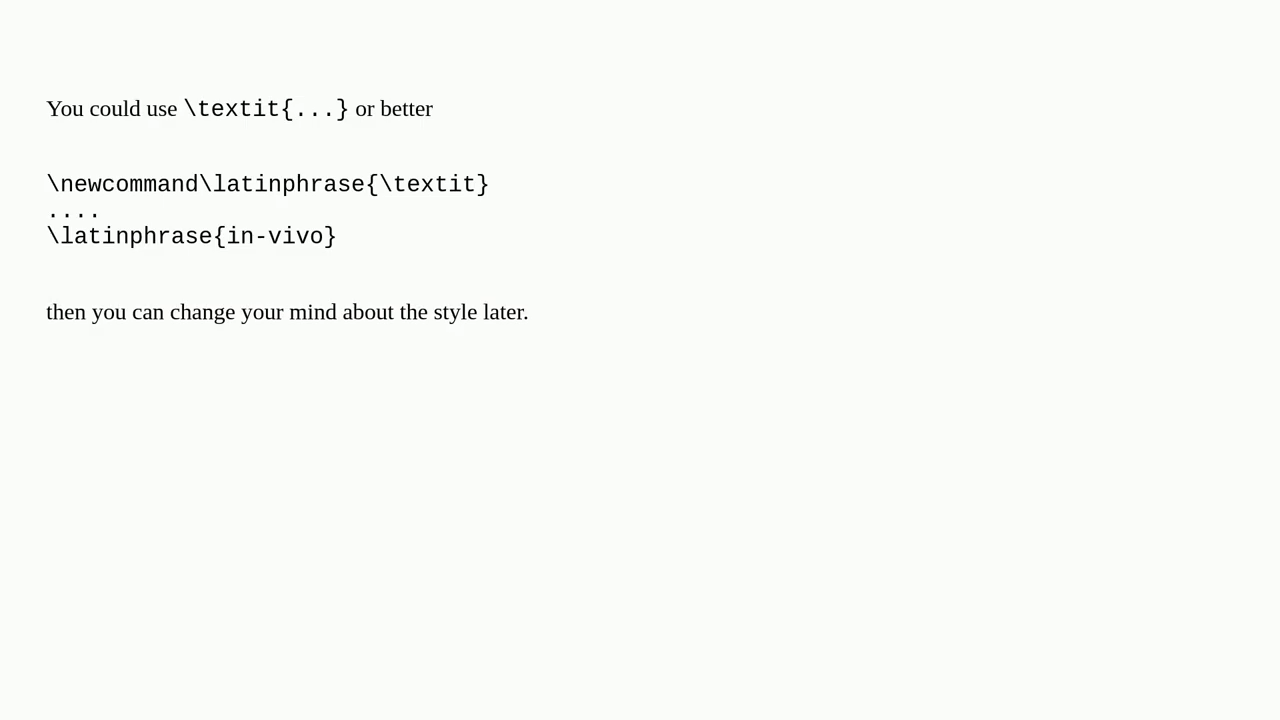 You could use \textit{...} or better
\newcommand\latinphrase{\textit}
....
\latinphrase{in-vivo}
then you can change your mind about the style later.